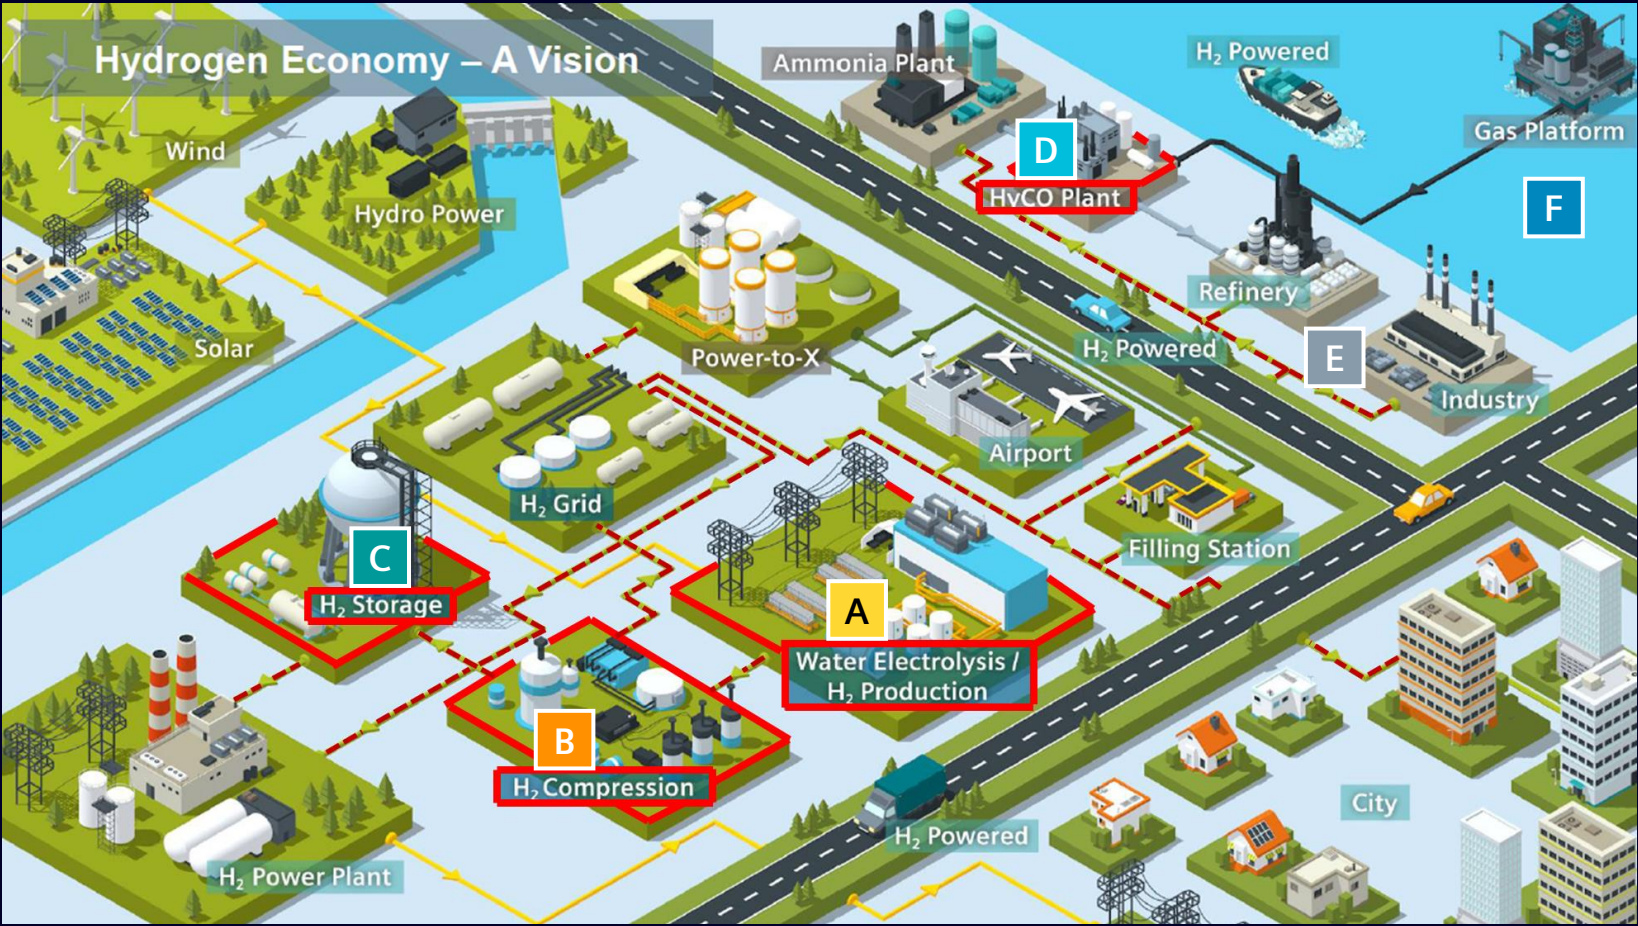 Hydrogen Economy – A Vision
Ammonia Plant
H₂ Powered
Gas Platform
Wind
D
HyCO Plant
F
Hydro Power
Refinery
Solar
Power-to-X
H₂ Powered
E
Industry
Airport
H₂ Grid
Filling Station
C
H₂ Storage
A
Water Electrolysis /
H₂ Production
B
H₂ Compression
City
H₂ Powered
H₂ Power Plant